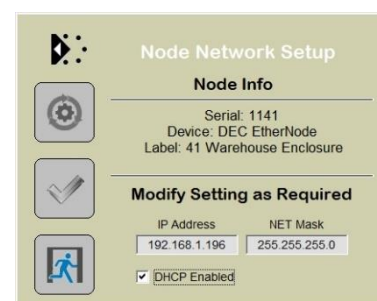 Node Network Setup
Node Info
Serial: 1141
Device: DEC EtherNode
Label: 41 Warehouse Enclosure
Modify Setting as Required
IP Address NET Mask
192.168.1.196 255.255.255.0
DHCP Enabled